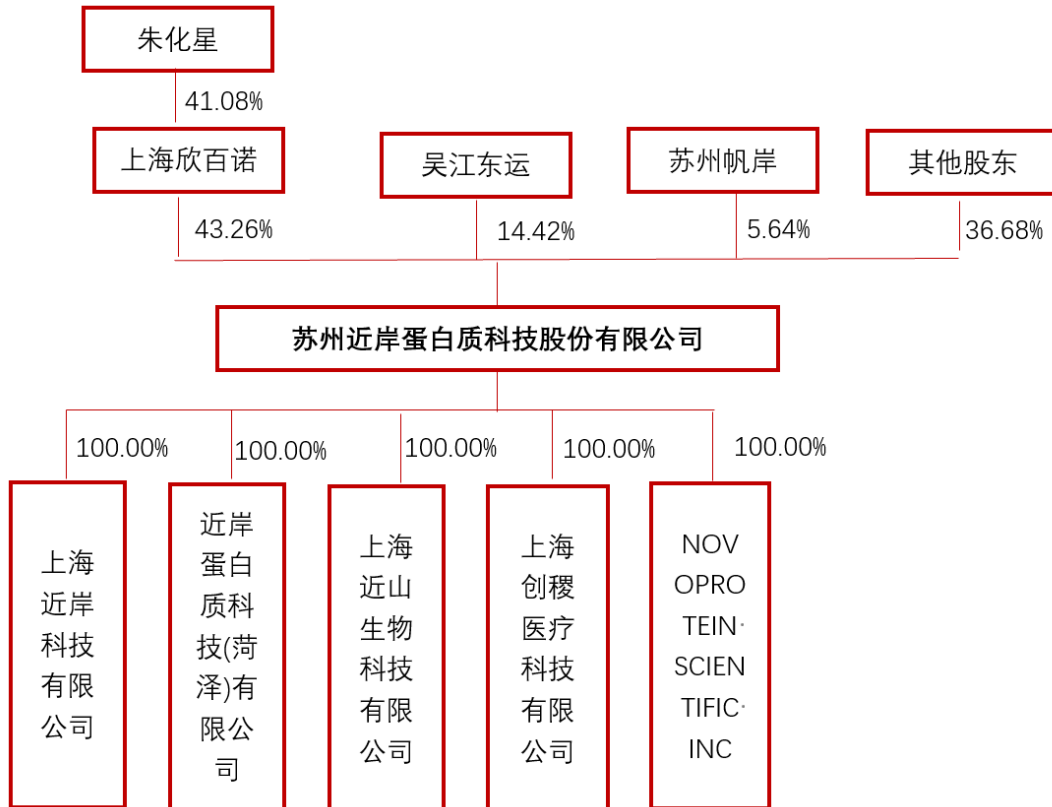 朱化星
41.08%
上海欣百诺
吴江东运
苏州帆岸
其他股东
43.26%
14.42%
5.64%
36.68%
苏州近岸蛋白质科技股份有限公司
100.00%
100.00%
100.00%
100.00%
100.00%
上海
近岸
科技
有限
公司
近岸
蛋白
质科
技(菏
泽)有
限公
司
上海
近山
生物
科技
有限
公司
上海
创稷
医疗
科技
有限
公司
NOV
OPRO
TEIN·
SCIEN
TIFIC·
INC